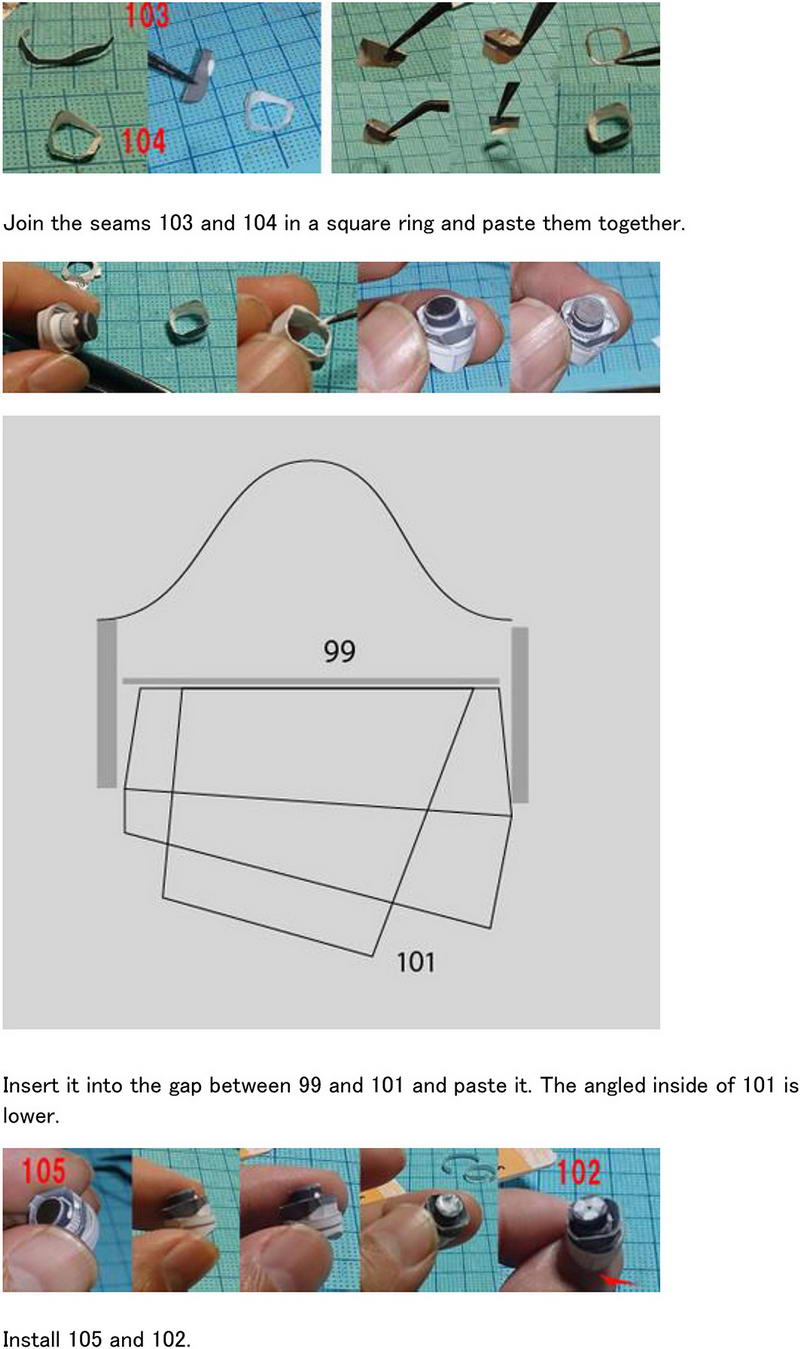 103
104
Join the seams 103 and 104 in a square ring and paste them together.
99
101
Insert it into the gap between 99 and 101 and paste it. The angled inside of 101 is
lower.
105
102
Install 105 and 102.